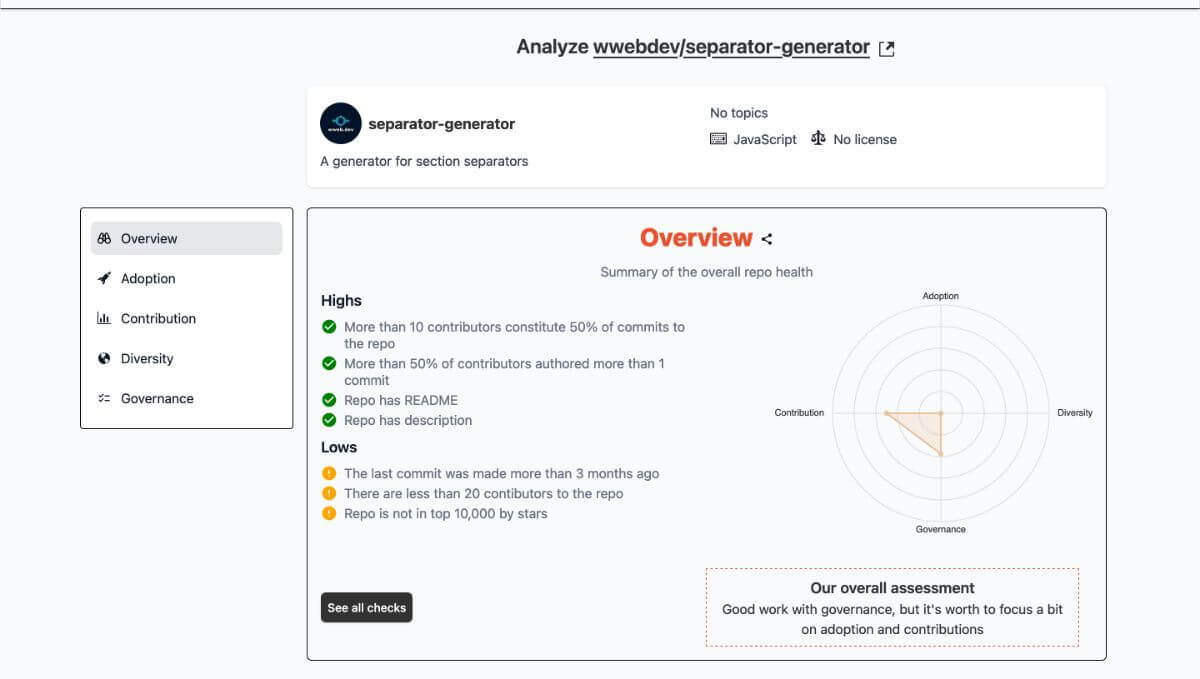 Analyze wwebdev/separator-generator
wweb.dev
separator-generator
A generator for section separators
No topics
JavaScript
No license
Overview
Adoption
Contribution
Diversity
Governance
Overview
Summary of the overall repo health
Highs
More than 10 contributors constitute 50% of commits to
the repo
More than 50% of contributors authored more than 1
commit
Repo has README
Repo has description
Lows
The last commit was made more than 3 months ago
There are less than 20 contibutors to the repo
Repo is not in top 10,000 by stars
See all checks
Adoption
Contribution
Diversity
Governance
Our overall assessment
Good work with governance, but it's worth to focus a bit
on adoption and contributions